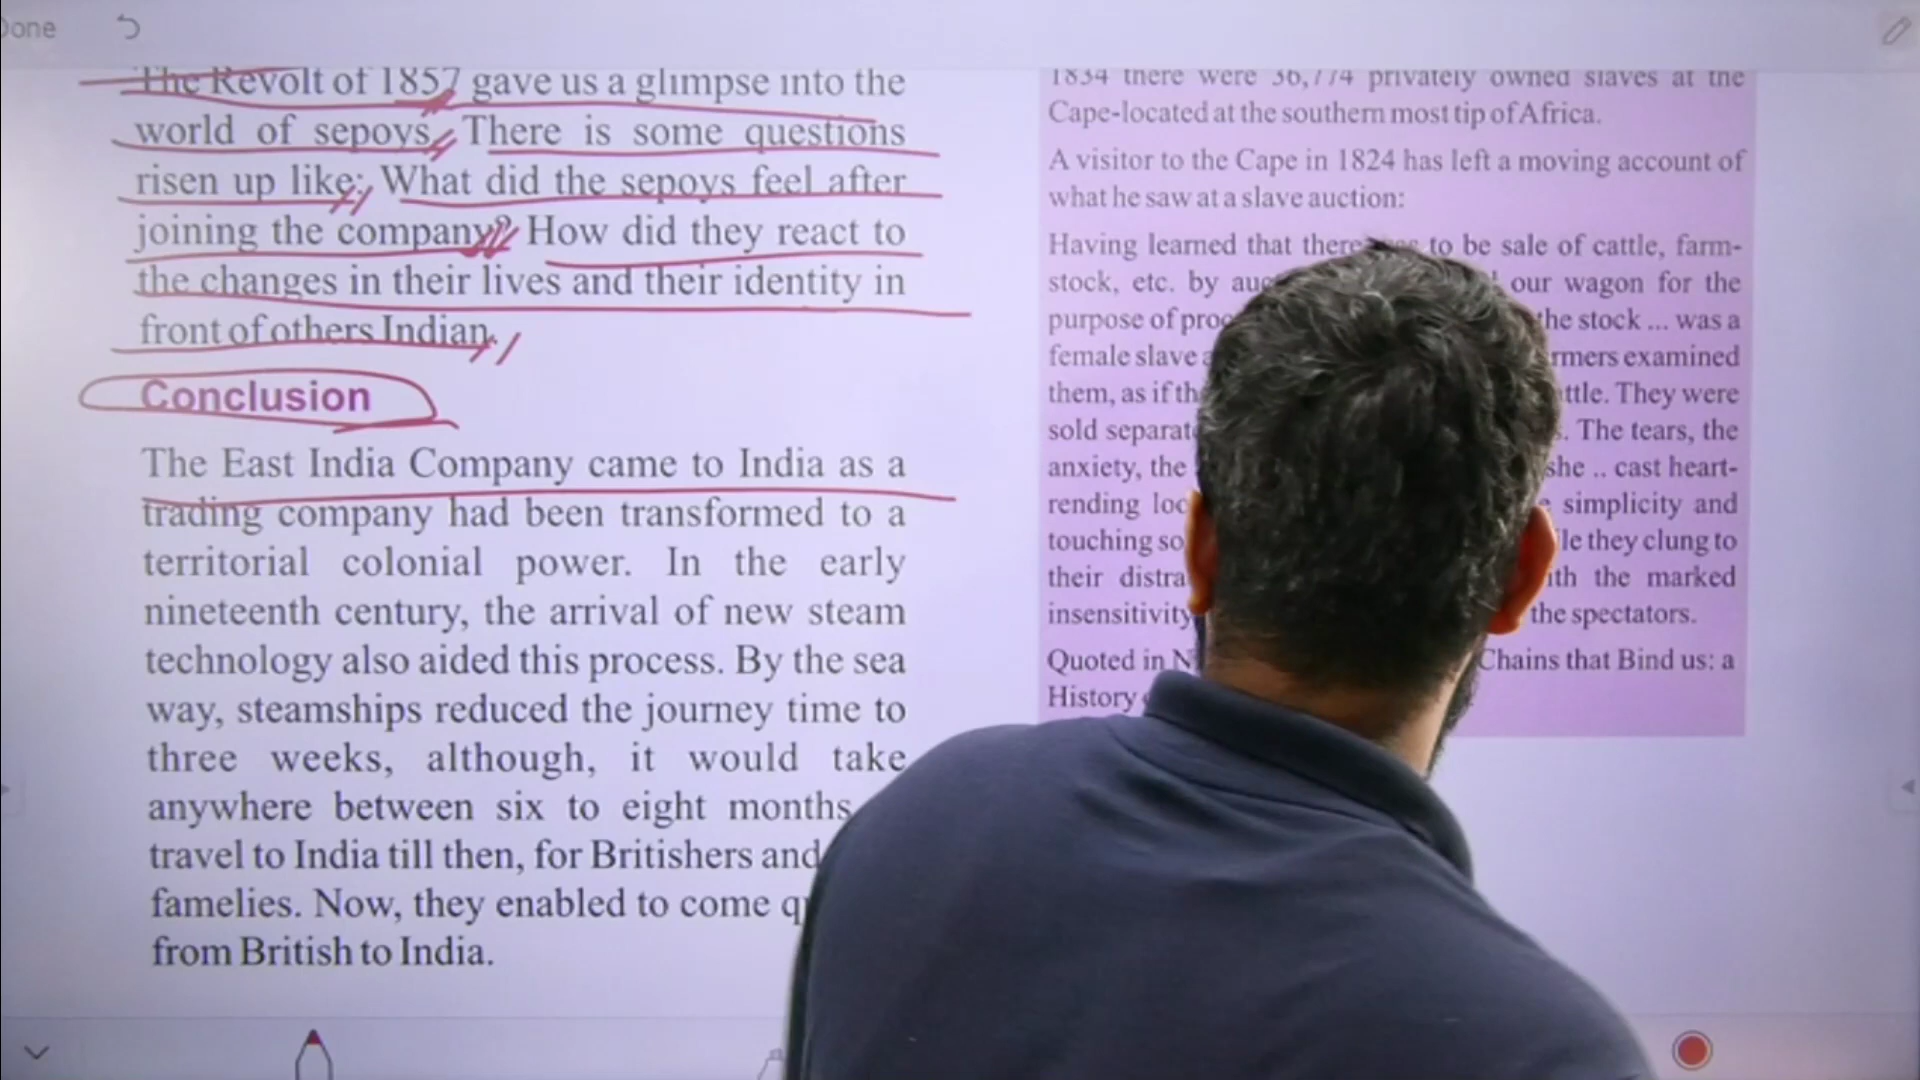 Done
The Revolt of 1857 gave us a glimpse into the
world of sepoys. There is some questions
risen up like: What did the sepoys feel after
joining the company? How did they react to
the changes in their lives and their identity in
front of others Indian.
Conclusion
The East India Company came to India as a
trading company had been transformed to a
territorial colonial power. In the early
nineteenth century, the arrival of new steam
technology also aided this process. By the sea
way, steamships reduced the journey time to
three weeks, although, it would take
anywhere between six to eight months
travel to India till then, for Britishers and
famelies. Now, they enabled to come
from British to India.
1834 there were 36,774 privately owned slaves at the
Cape-located at the southern most tip of Africa.
A visitor to the Cape in 1824 has left a moving account of
what he saw at a slave auction:
Having learned that there to be sale of cattle, farm-
stock, etc. by our wagon for the
purpose of the stock ... was a
female slave examined
them, as if They were
sold The tears, the
anxiety, the she .. cast heart-
rending simplicity and
touching they clung to
their the marked
insensitivity the spectators.
Quoted in Chains that Bind us: a
History